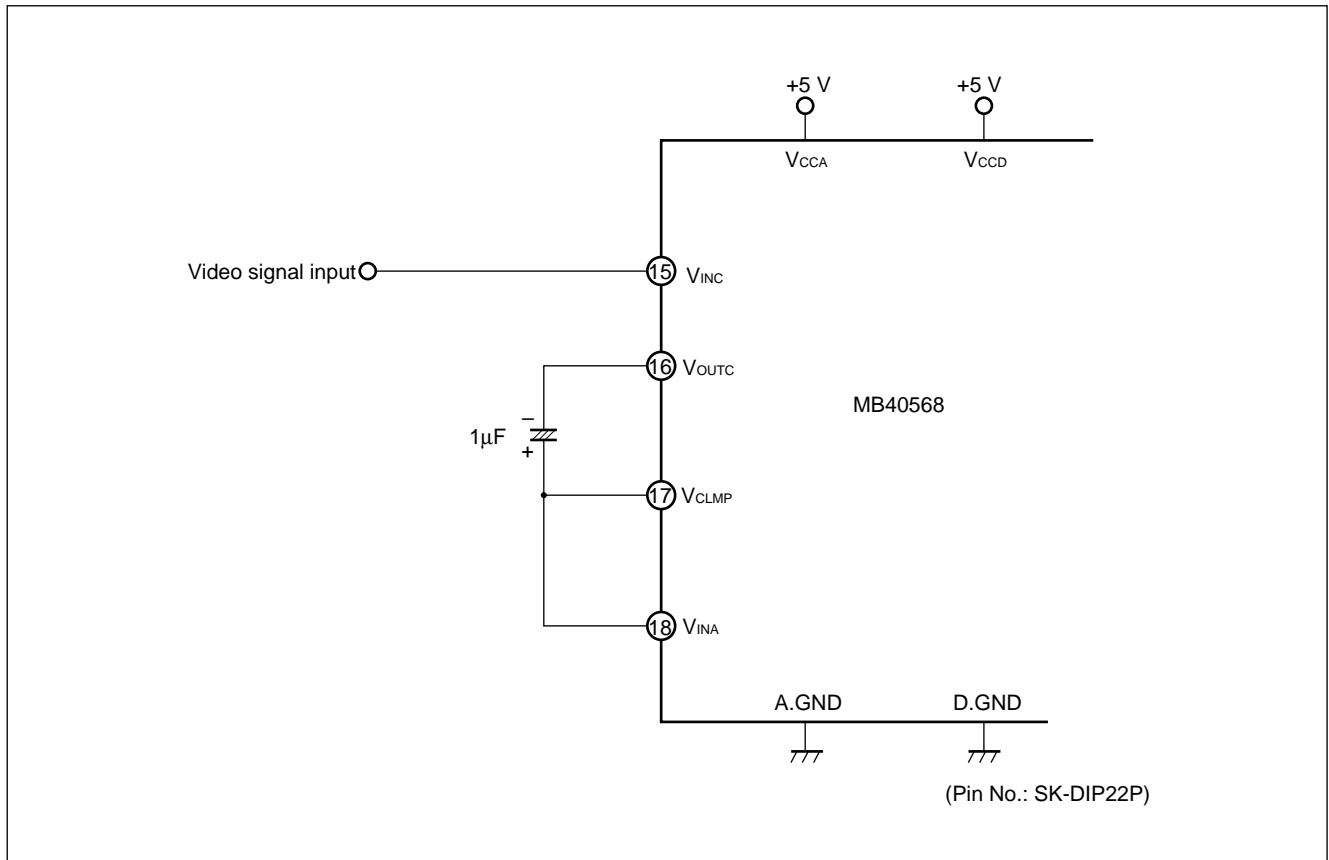 +5 V +5 V
VCCA VCCD
Video signal input 15 VINC
16 VOUTC
MB40568
–
1μF
+
17 VCLMP
18 VINA
A.GND D.GND
(Pin No.: SK-DIP22P)